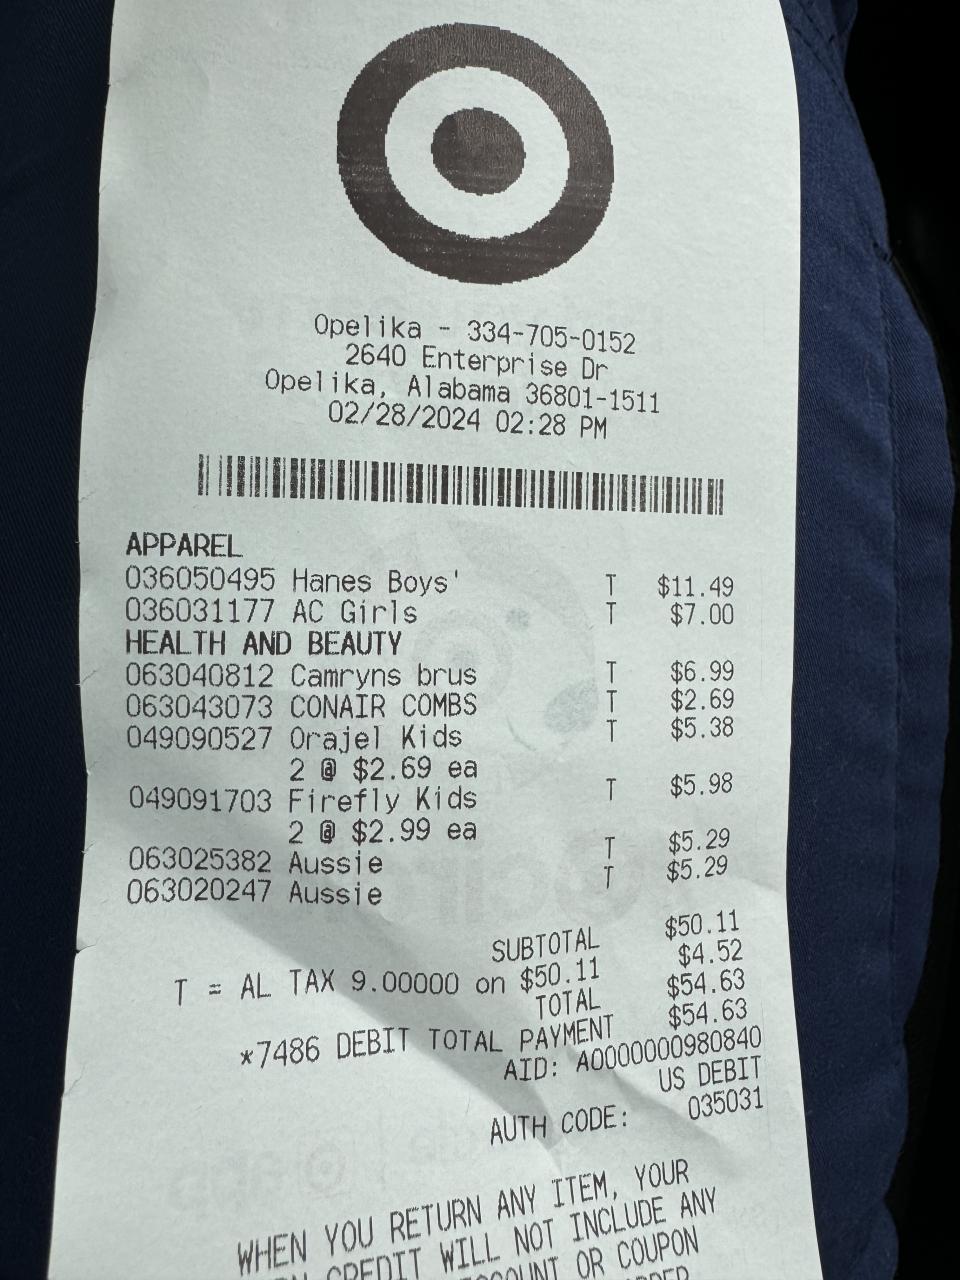 Opelika - 334-705-0152
2640 Enterprise Dr
Opelika, Alabama 36801-1511
02/28/2024 02:28 PM
APPAREL
036050495 Hanes Boys' T $11.49
036031177 AC Girls T $7.00
HEALTH AND BEAUTY
063040812 Camryns brus T $6.99
063043073 CONAIR COMBS T $2.69
049090527 Orajel Kids T $5.38
2 @ $2.69 ea
049091703 Firefly Kids T $5.98
2 @ $2.99 ea
063025382 Aussie T $5.29
063020247 Aussie T $5.29
SUBTOTAL $50.11
T = AL TAX 9.00000 on $50.11 $4.52
TOTAL $54.63
*7486 DEBIT TOTAL PAYMENT $54.63
AID: A0000000980840
US DEBIT
AUTH CODE: 035031
WHEN YOU RETURN ANY ITEM, YOUR
CREDIT WILL NOT INCLUDE ANY
OR COUPON